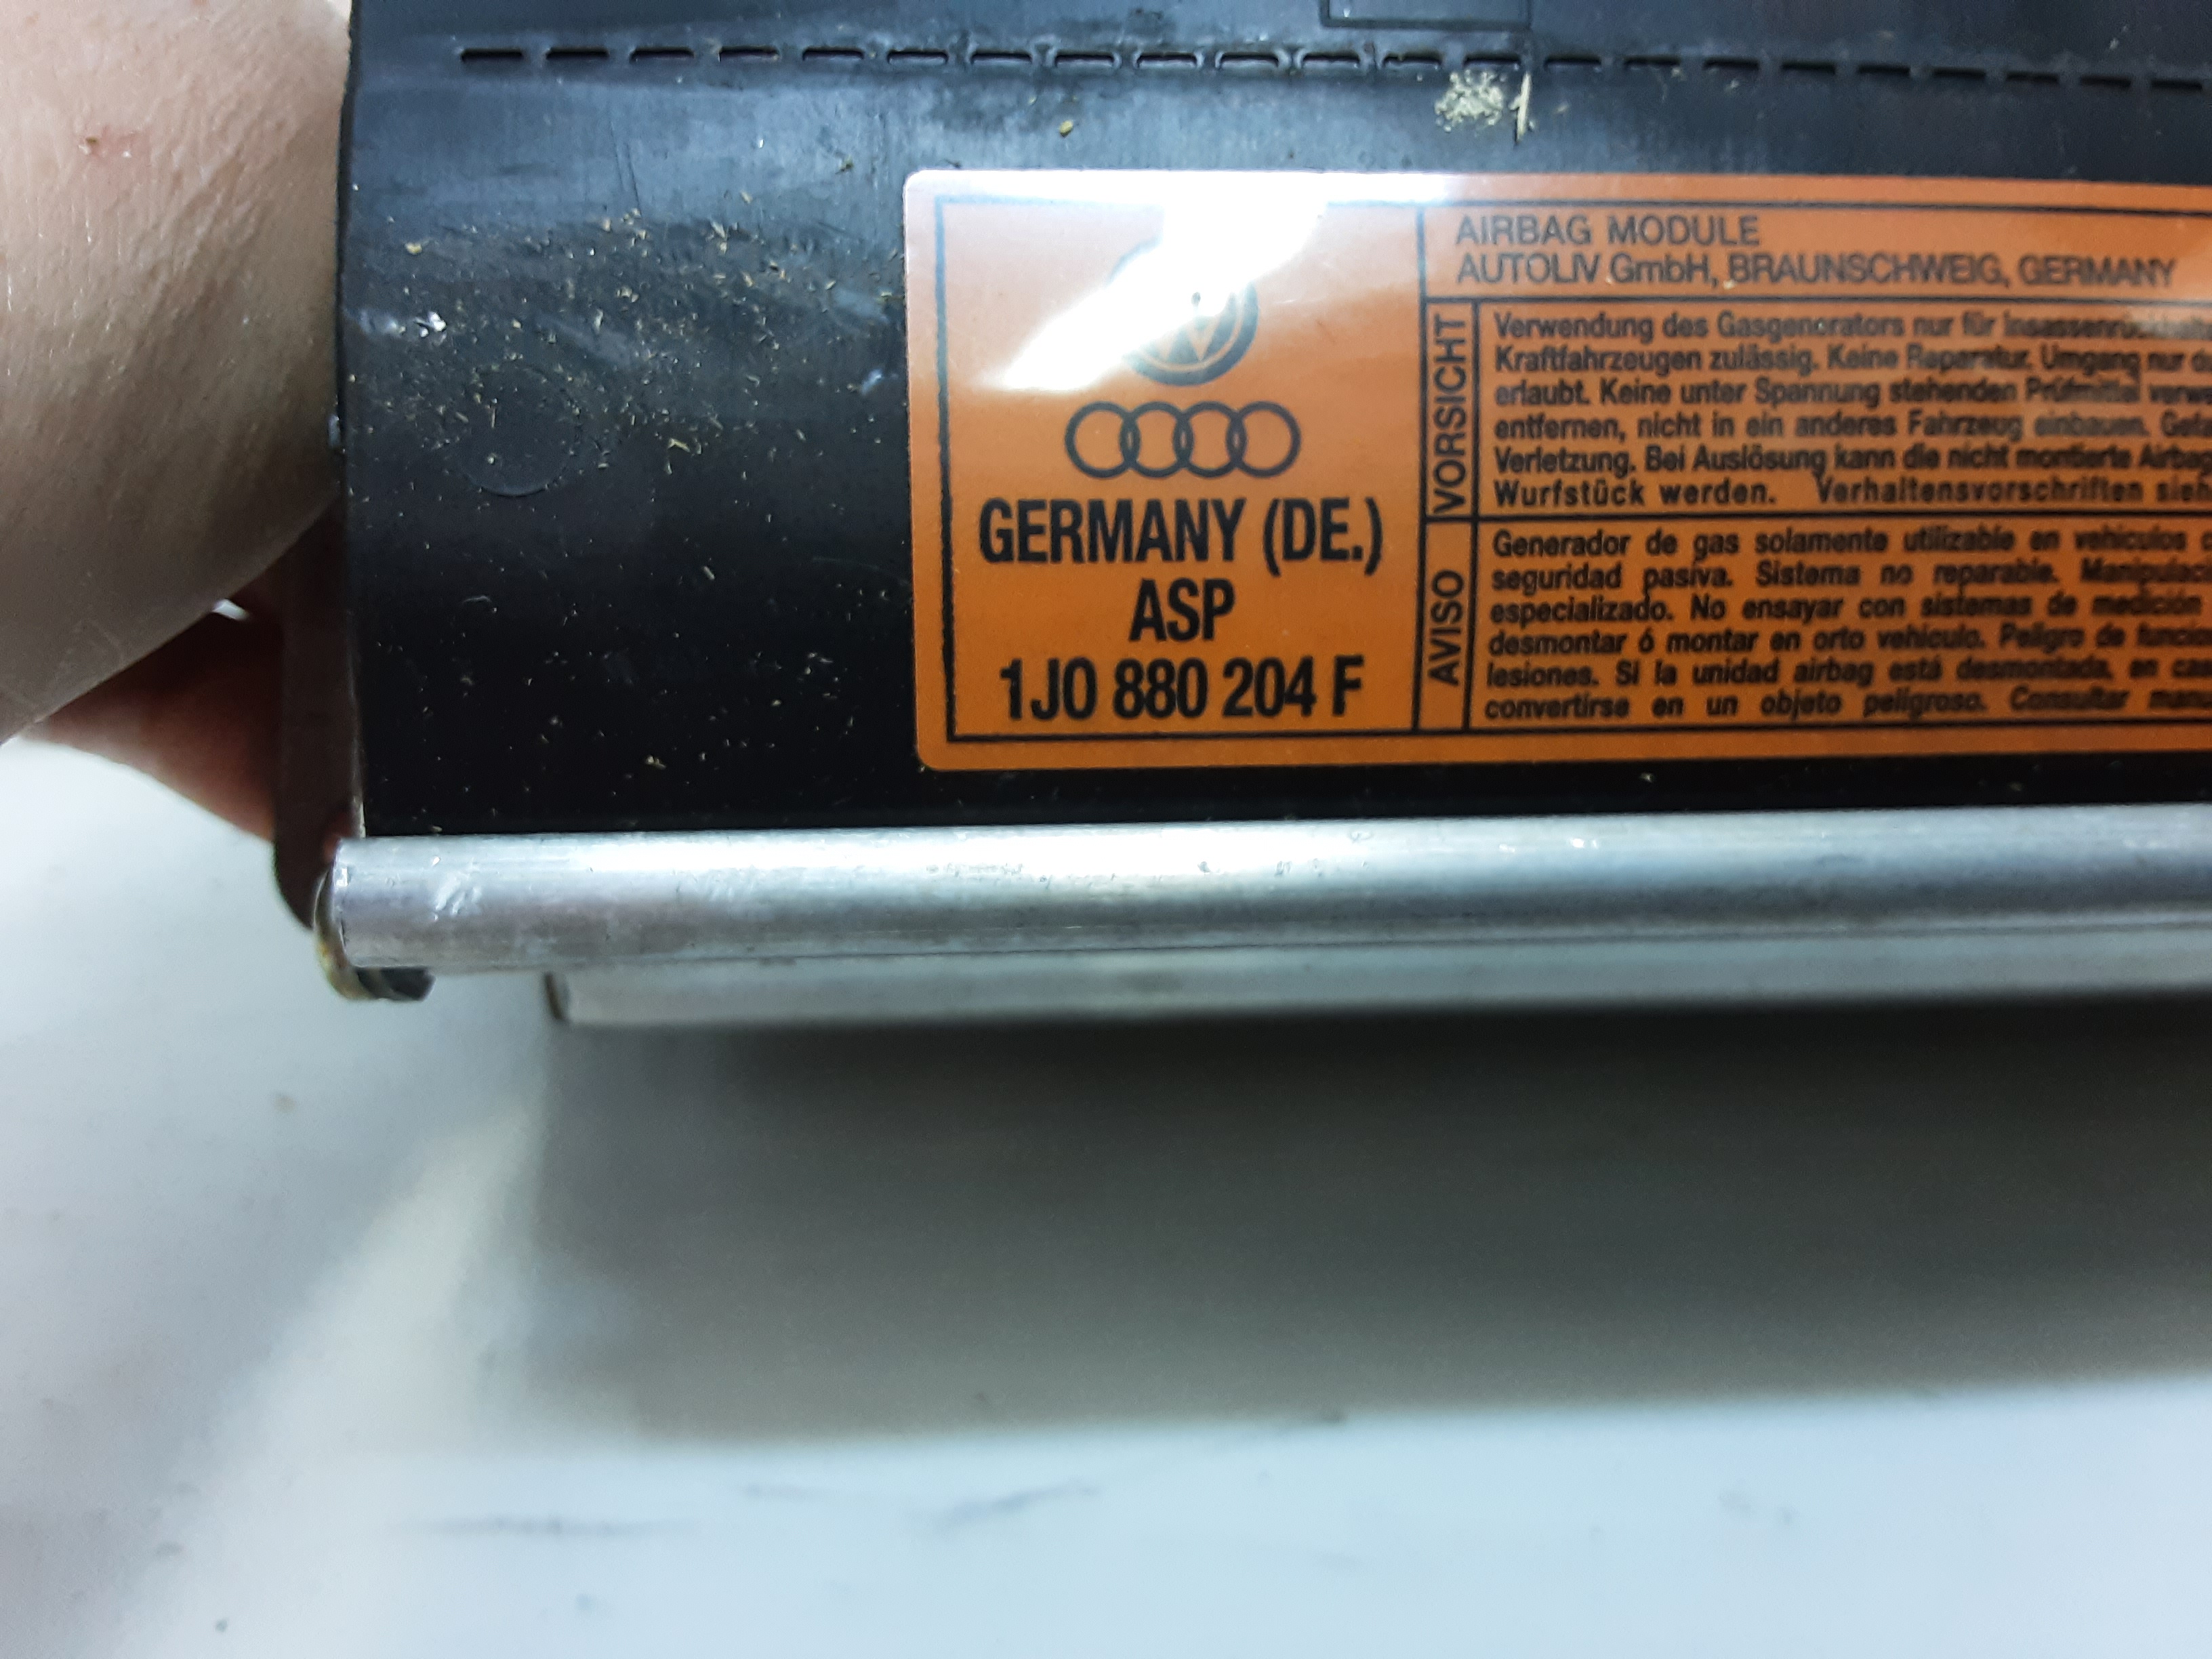 GERMANY (DE.)
ASP
1J0 880 204 F
AIRBAG MODULE
AUTOLIV GmbH, BRAUNSCHWEIG, GERMANY
VORSICHT
Verwendung des Gasgenorators nur für
Kraftfahrzeugen zulässig. Keine Reparatur. Umgang nur
erlaubt. Keine unter Spannung stehenden Prüfmittel
entfernen, nicht in ein anderes Fahrzeug einbauen.
Verletzung. Bei Auslösung kann die nicht montierte
Wurfstück werden. Verhaltensvorschriften
AVISO
Generador de gas solamente utilizable en vehiculos
seguridad pasiva. Sistema no reparable.
especializado. No ensayar con sistemas de medición
desmontar ó montar en orto vehiculo. Peligro de
lesiones. Si la unidad airbag está desmontada, en
convertirse en un objeto peligroso. Consultar